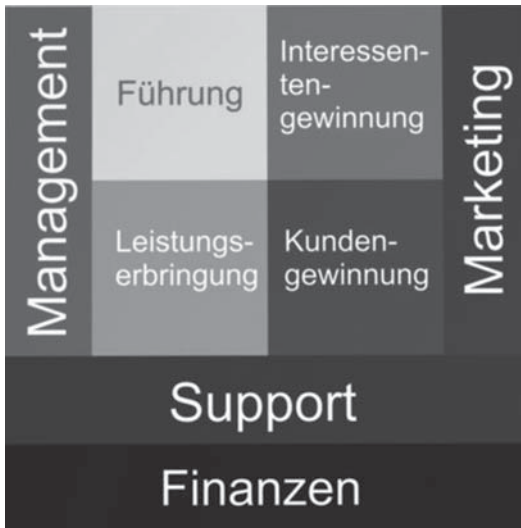 Management
Führung
Interessen-
ten-
gewinnung
Leistungs-
erbringung
Kunden-
gewinnung
Marketing
Support
Finanzen